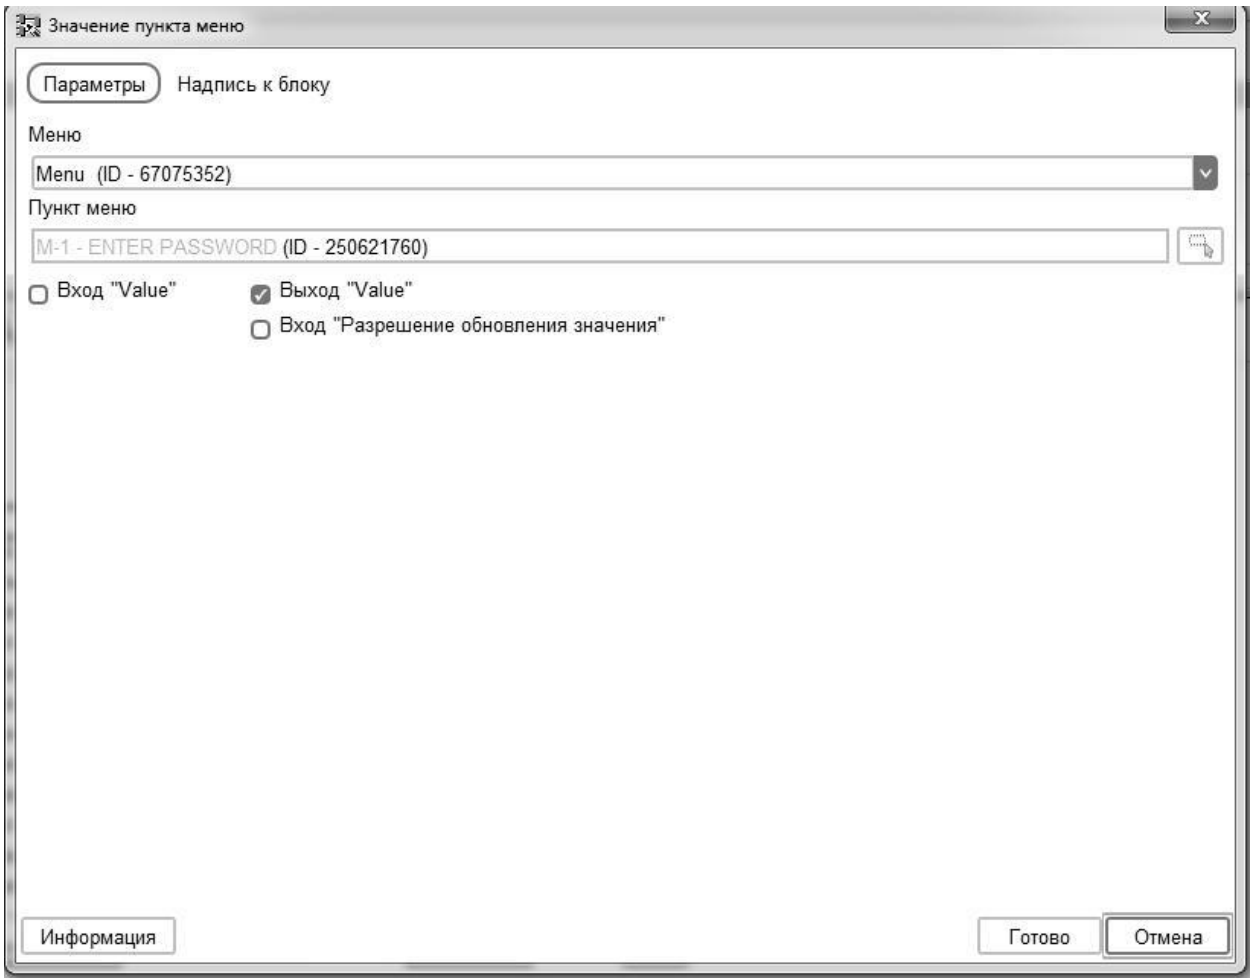 Значение пункта меню
Параметры Надпись к блоку
Меню
Menu (ID - 67075352)
Пункт меню
M-1 - ENTER PASSWORD (ID - 250621760)
Вход "Value" Выход "Value"
Вход "Разрешение обновления значения"
Информация Готово Отмена